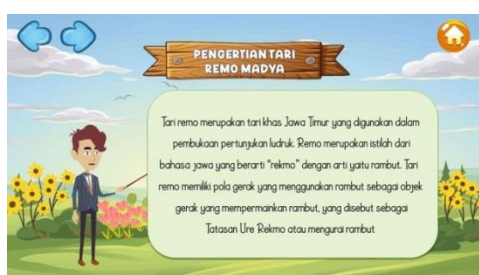 PENGERTIAN TARI
REMO MADYA
Tari remo merupakan tari khas Jawa Timur yang digunakan dalam
pembukaan pertunjukan ludruk. Remo merupakan istilah dari
bahasa jawa yang berarti “rekmo” dengan arti yaitu rambut. Tari
remo memiliki pola gerak yang menggunakan rambut sebagai objek
gerak yang mempermainkan rambut, yang disebut sebagai
Tatasan Ure Rekmo atau mengurai rambut